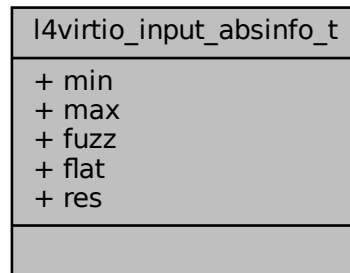 l4virtio_input_absinfo_t
+ min
+ max
+ fuzz
+ flat
+ res